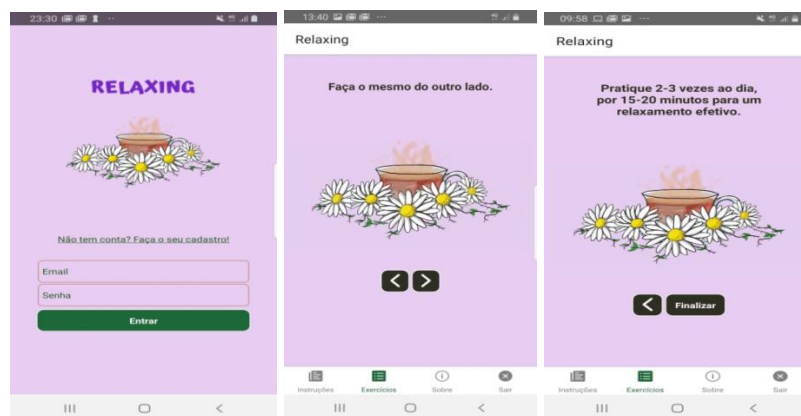 23:30
RELAXING
Não tem conta? Faça o seu cadastro!
Email
Senha
Entrar
13:40
Relaxing
Faça o mesmo do outro lado.
Instruções
Exercícios
Sobre
Sair
09:58
Relaxing
Pratique 2-3 vezes ao dia,
por 15-20 minutos para um
relaxamento efetivo.
Finalizar
Instruções
Exercícios
Sobre
Sair